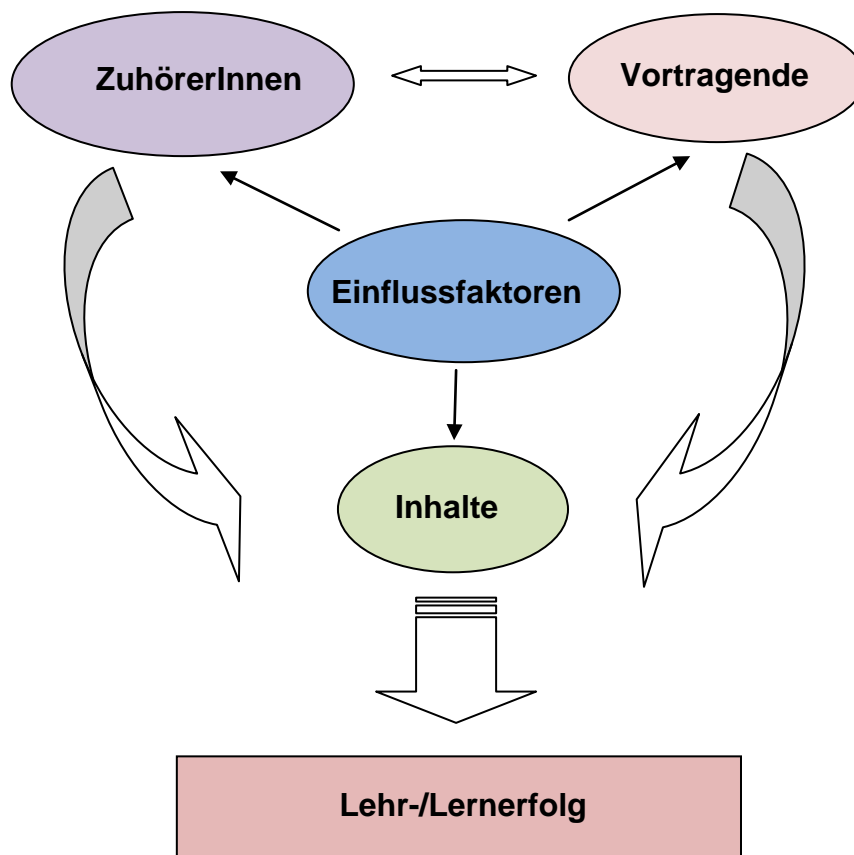 ZuhörerInnen
Vortragende
Einflussfaktoren
Inhalte
Lehr-/Lernerfolg